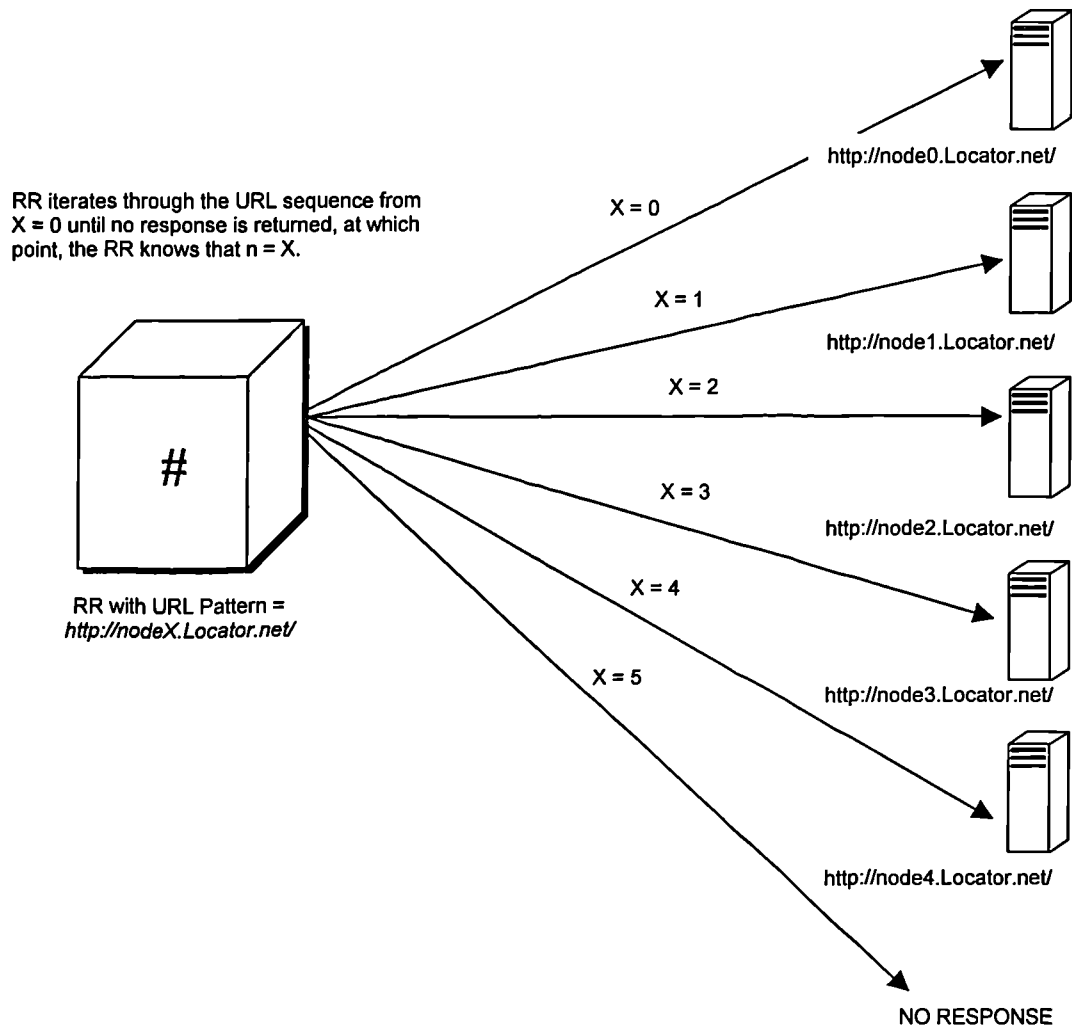 http://node0.Locator.net/
RR iterates through the URL sequence from
X = 0 until no response is returned, at which
point, the RR knows that n = X.
X = 0
X = 1
http://node1.Locator.net/
X = 2
#
X = 3
http://node2.Locator.net/
X = 4
RR with URL Pattern =
http://nodeX.Locator.net/
X = 5
http://node3.Locator.net/
http://node4.Locator.net/
NO RESPONSE